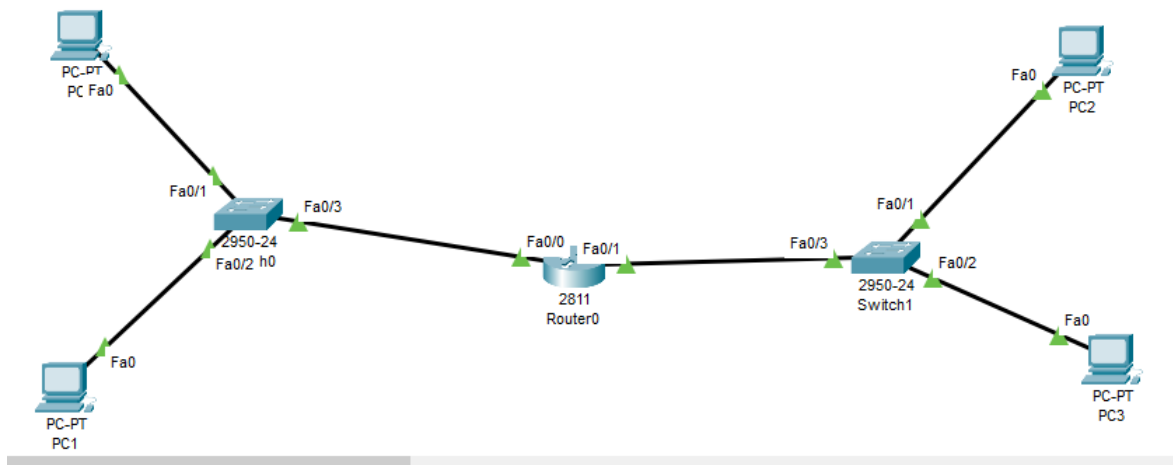 PC-PT
PC Fa0
Fa0
PC-PT
PC2
Fa0/1
Fa0/3
2950-24
Fa0/2 h0
Fa0/0
Fa0/1
2811
Router0
Fa0/3
Fa0/1
Fa0/2
2950-24
Switch1
Fa0
PC-PT
PC1
Fa0
PC-PT
PC3